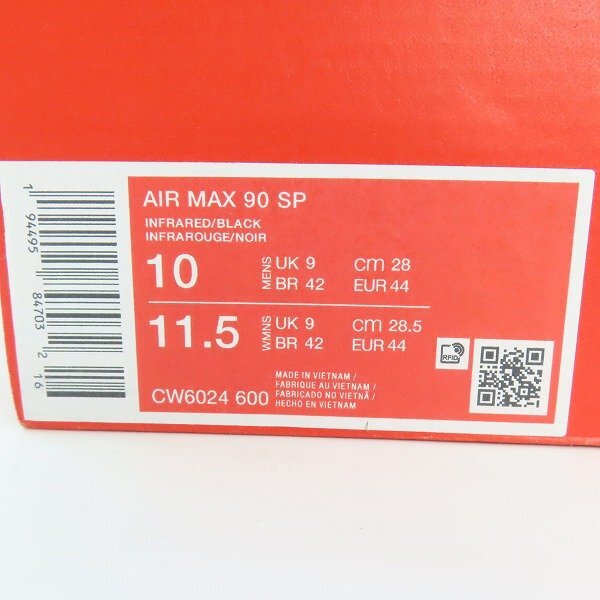 AIR MAX 90 SP
INFRARED/BLACK
INFRAROUGE/NOIR
10 MENS UK 9 cm 28
BR 42 EUR 44
11.5 WMNS UK 9 cm 28.5
BR 42 EUR 44
CW6024 600
MADE IN VIETNAM /
FABRIQUE AU VIETNAM /
FABRICADO NO VIETNÃ /
HECHO EN VIETNAM
RFID
1 94495 84703 2 16